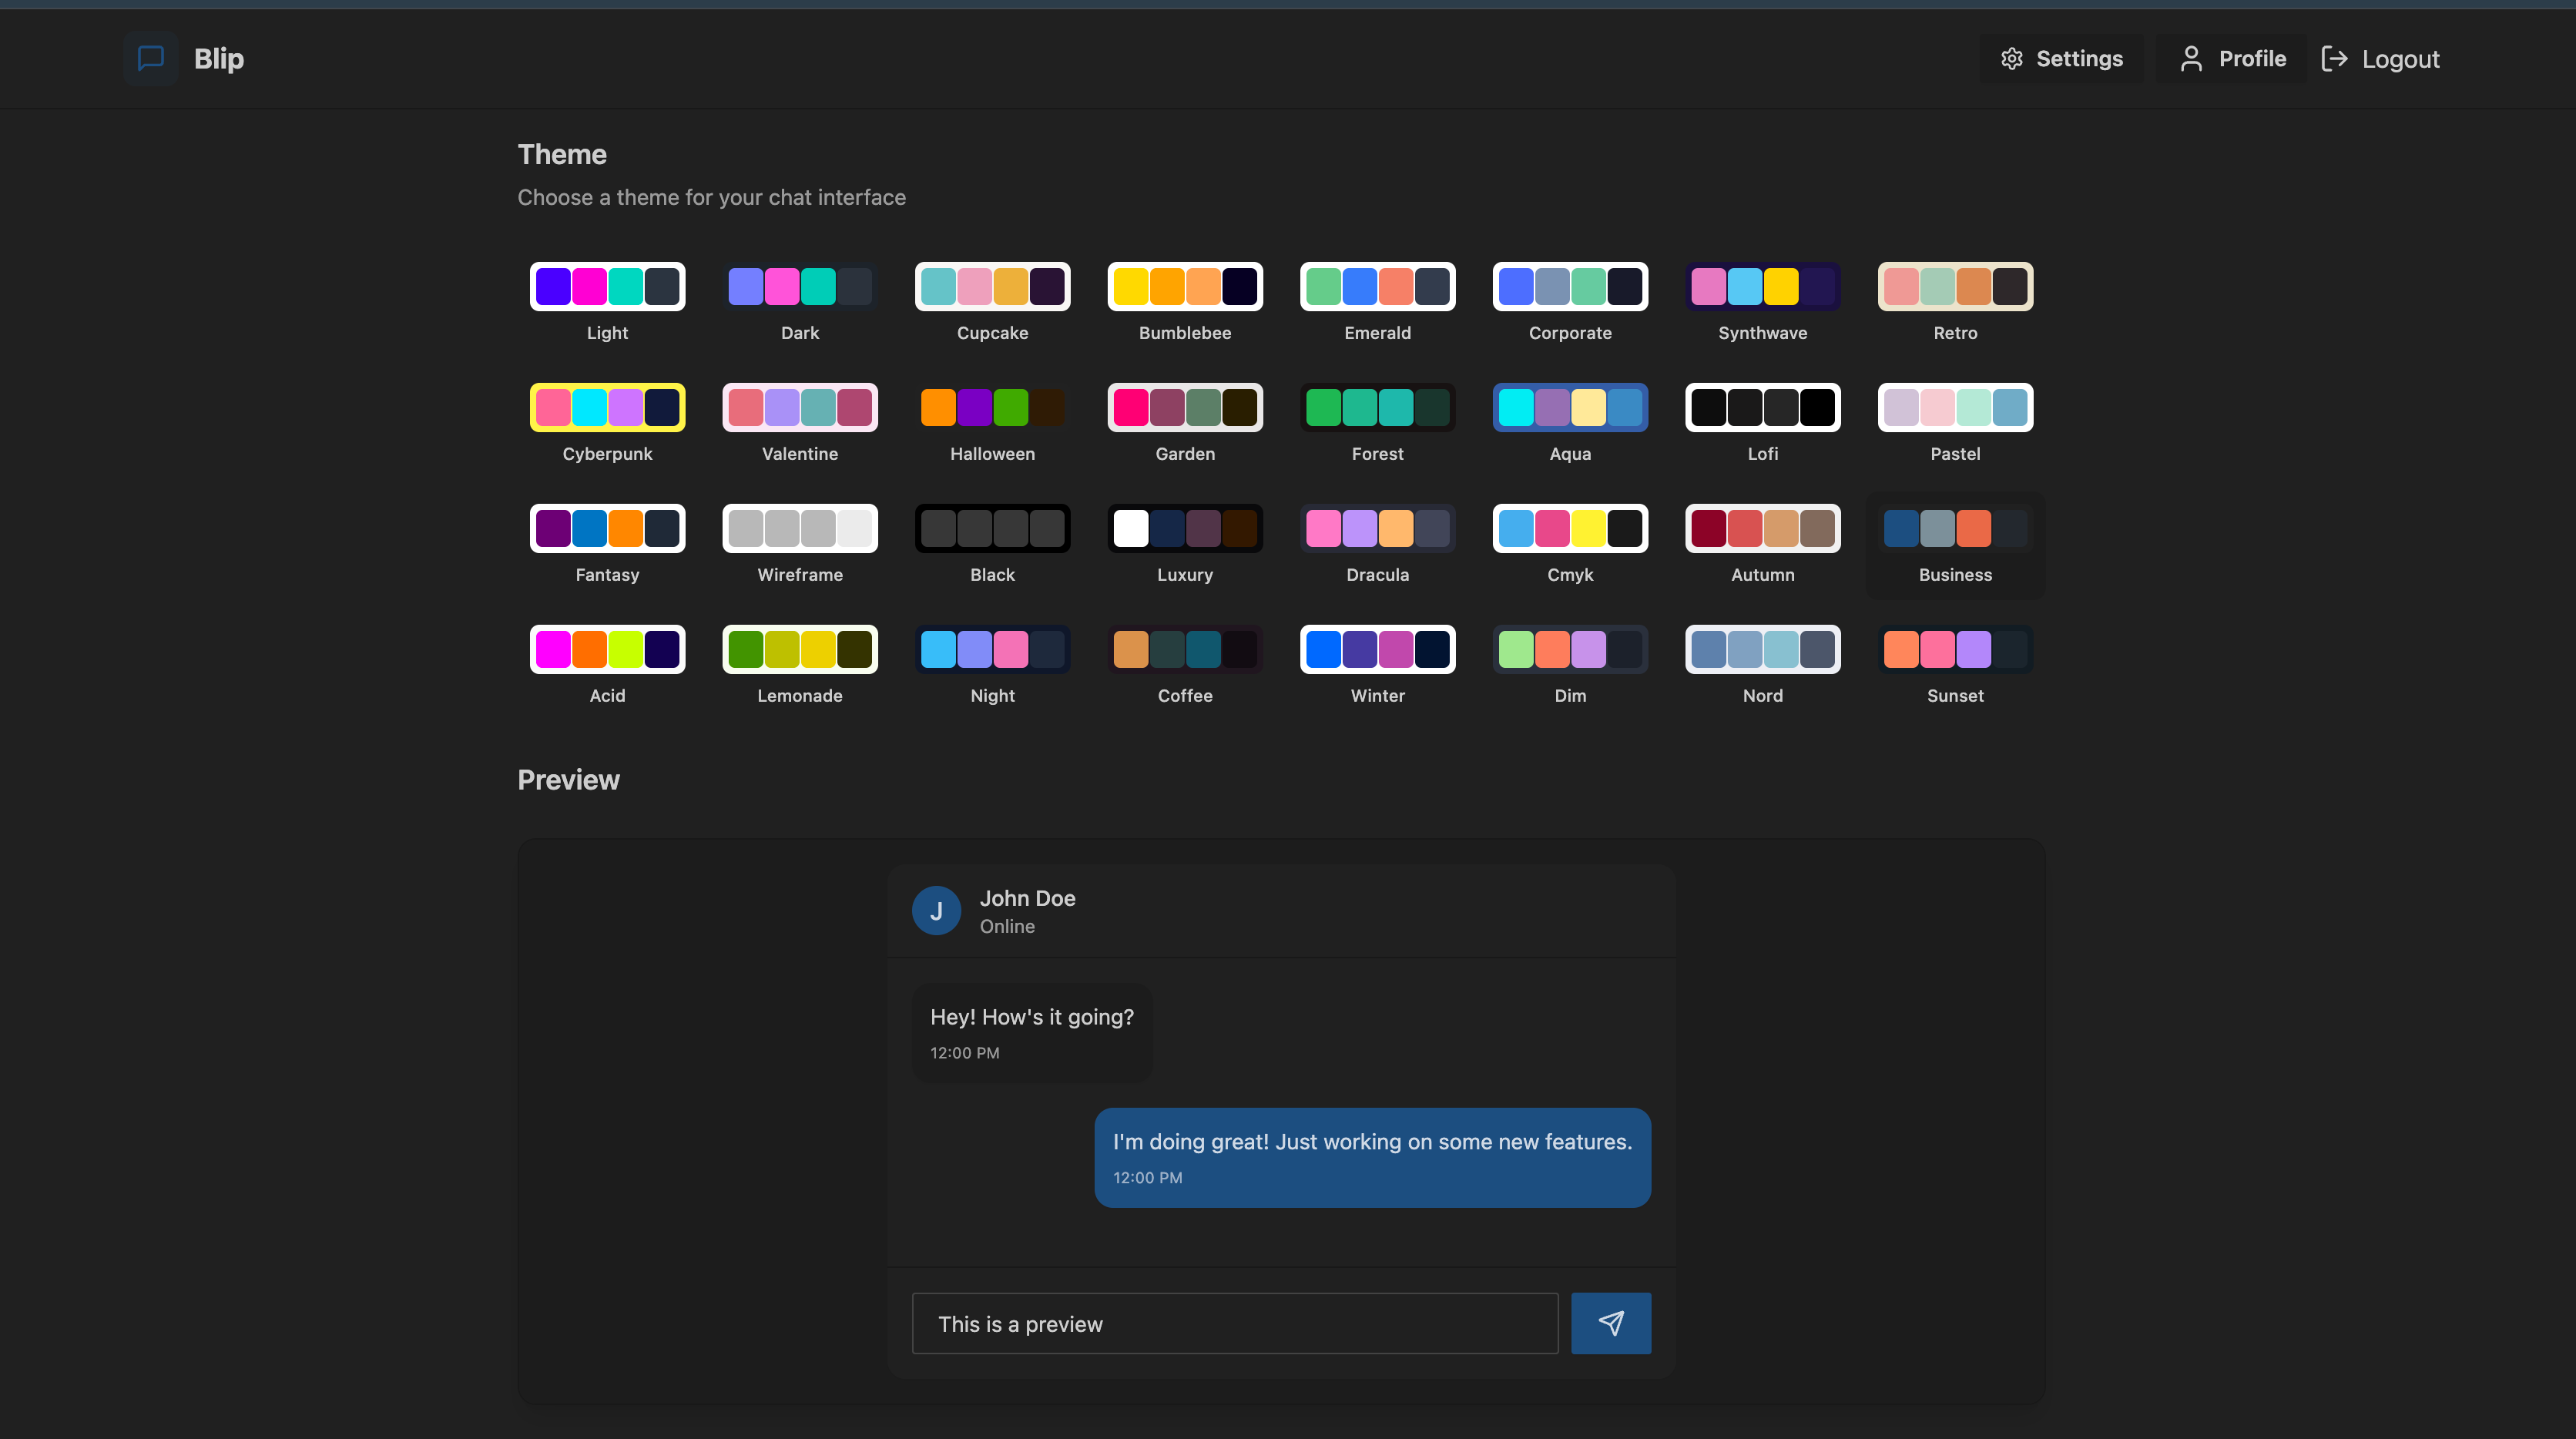 Blip
Settings
Profile
Logout
Theme
Choose a theme for your chat interface
Light
Dark
Cupcake
Bumblebee
Emerald
Corporate
Synthwave
Retro
Cyberpunk
Valentine
Halloween
Garden
Forest
Aqua
Lofi
Pastel
Fantasy
Wireframe
Black
Luxury
Dracula
Cmyk
Autumn
Business
Acid
Lemonade
Night
Coffee
Winter
Dim
Nord
Sunset
Preview
J
John Doe
Online
Hey! How's it going?
12:00 PM
I'm doing great! Just working on some new features.
12:00 PM
This is a preview